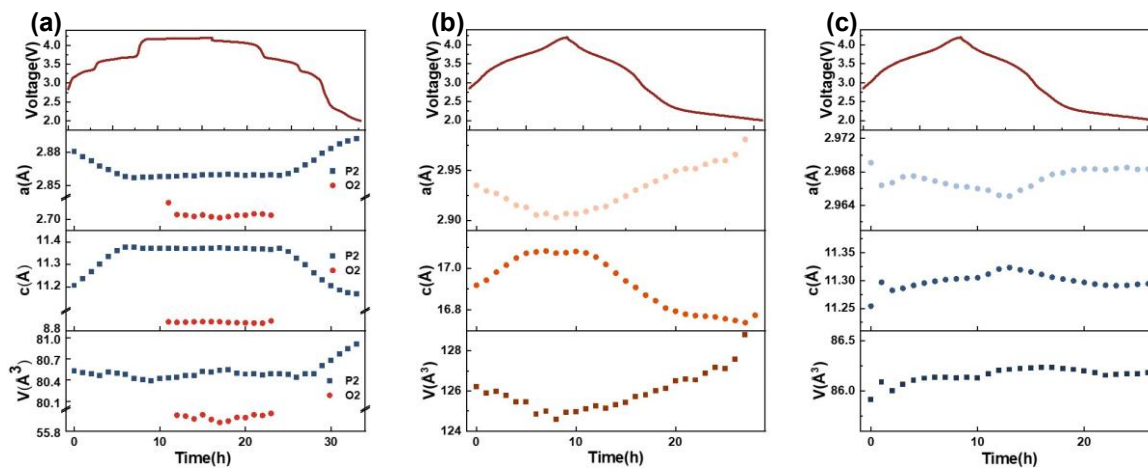 (a)
Voltage(V)
4.0
3.5
3.0
2.5
2.0
a(Å)
2.88
2.85
2.70
P2
O2
c(Å)
11.4
11.3
11.2
8.8
P2
O2
V(Å³)
81.0
80.7
80.4
80.1
55.8
P2
O2
0
10
20
30
Time(h)
(b)
Voltage(V)
4.0
3.5
3.0
2.5
2.0
a(Å)
2.95
2.90
c(Å)
17.0
16.8
V(Å³)
128
126
124
0
10
20
Time(h)
(c)
Voltage(V)
4.0
3.5
3.0
2.5
2.0
a(Å)
2.972
2.968
2.964
c(Å)
11.35
11.30
11.25
V(Å³)
86.5
86.0
0
10
20
Time(h)